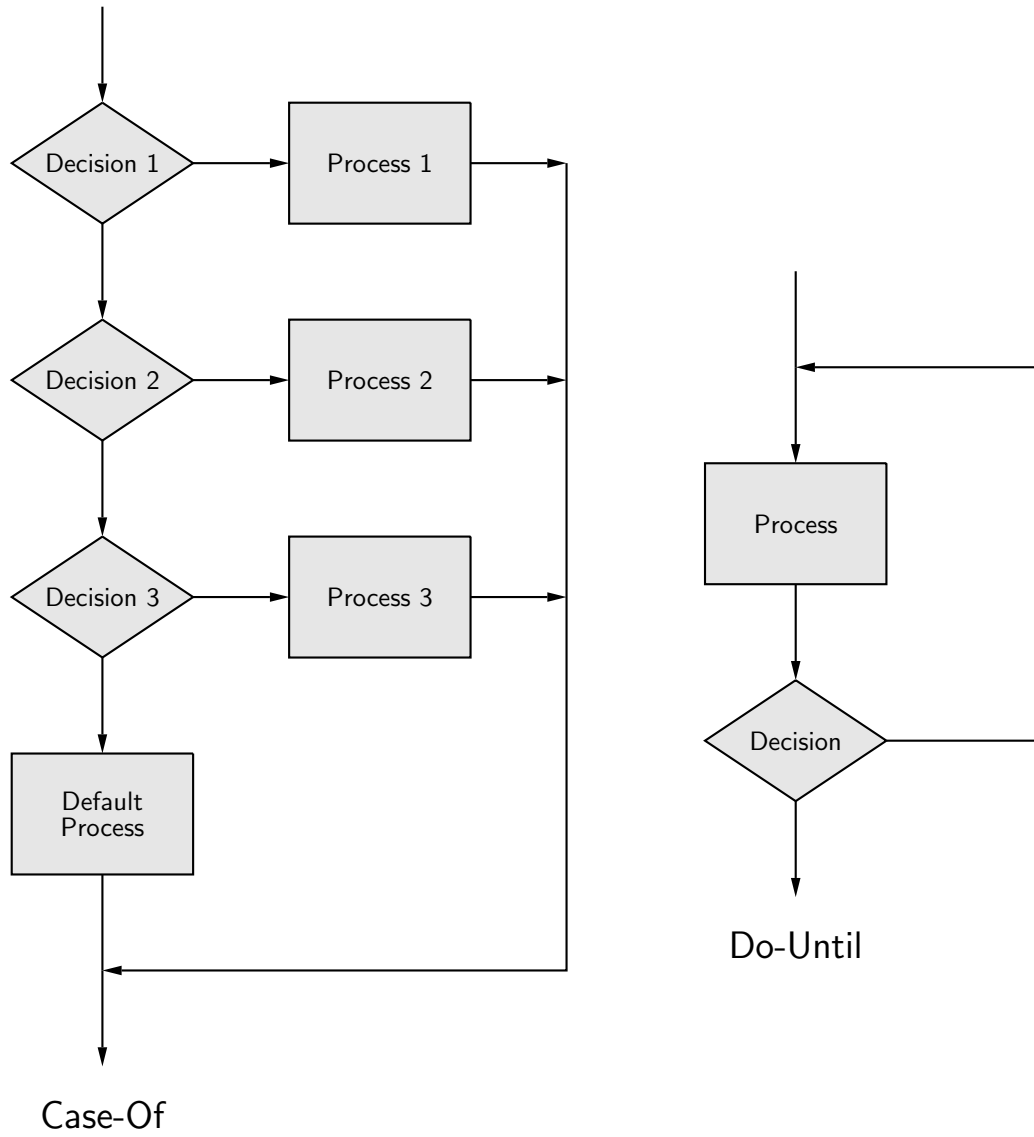 Decision 1
Process 1
Decision 2
Process 2
Decision 3
Process 3
Default
Process
Case-Of
Process
Decision
Do-Until